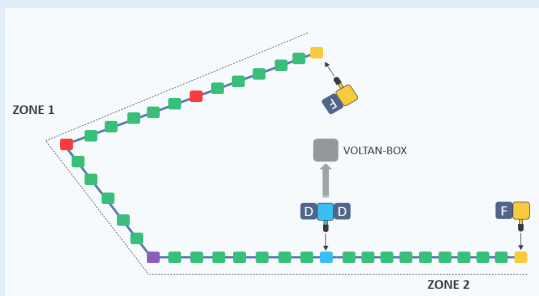 ZONE 1
F
VOLTAN-BOX
D D
F
ZONE 2